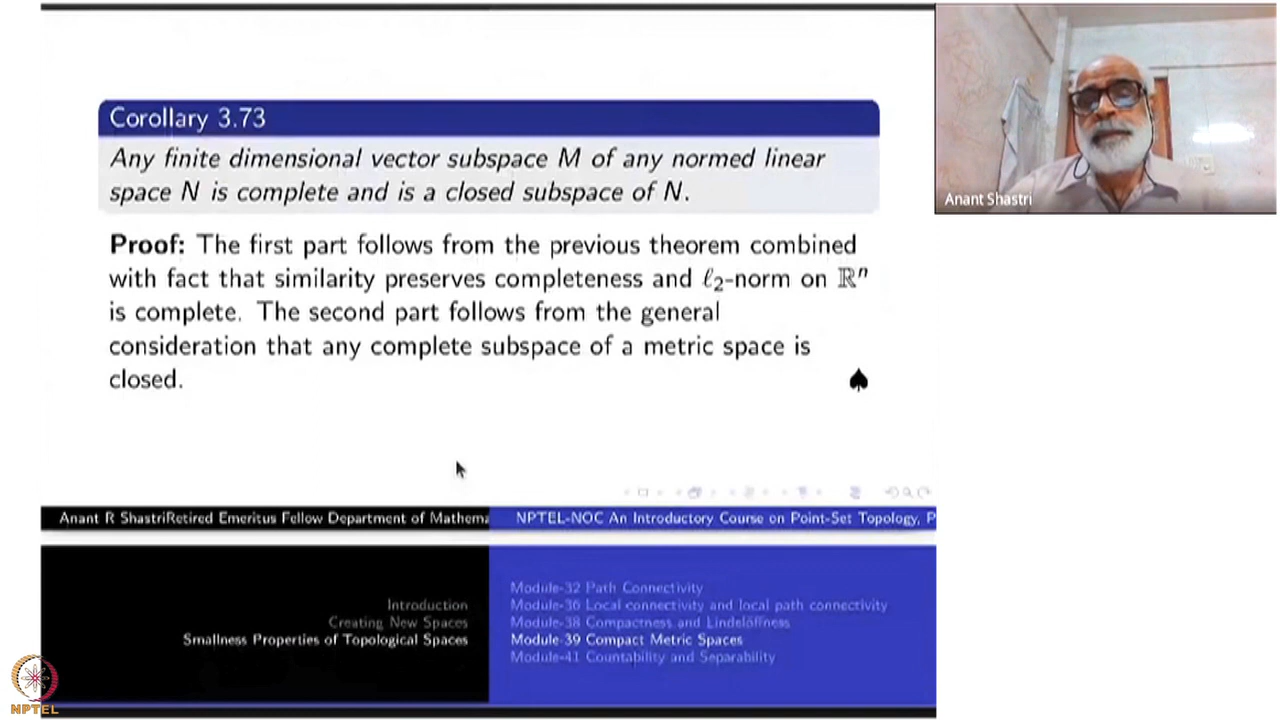 Corollary 3.73
Any finite dimensional vector subspace M of any normed linear
space N is complete and is a closed subspace of N.
Proof: The first part follows from the previous theorem combined
with fact that similarity preserves completeness and ℓ₂-norm on ℝⁿ
is complete. The second part follows from the general
consideration that any complete subspace of a metric space is
closed. ♠
Anant Shastri
Anant R ShastriRetired Emeritus Fellow Department of Mathema
NPTEL-NOC An Introductory Course on Point-Set Topology, P
Introduction
Creating New Spaces
Smallness Properties of Topological Spaces
Module-32 Path Connectivity
Module-36 Local connectivity and local path connectivity
Module-38 Compactness and Lindelöffness
Module-39 Compact Metric Spaces
Module-41 Countability and Separability
NPTEL